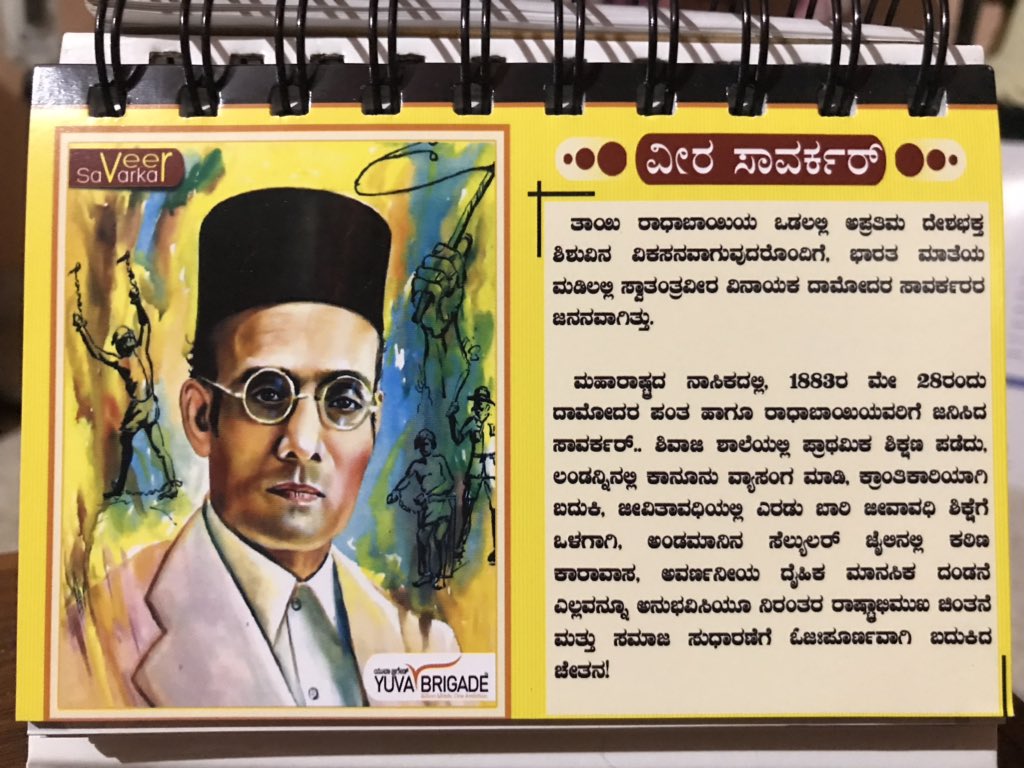 Veer
Savarkar
ವೀರ ಸಾವರ್ಕರ್
ತಾಯಿ ರಾಧಾಬಾಯಿಯ ಒಡಲಲ್ಲಿ ಅಪ್ರತಿಮ ದೇಶಭಕ್ತ
ಶಿಶುವಿನ ವಿಕಸನವಾಗುವುದರೊಂದಿಗೆ, ಭಾರತ ಮಾತೆಯ
ಮಡಿಲಲ್ಲಿ ಸ್ವಾತಂತ್ರವೀರ ವಿನಾಯಕ ದಾಮೋದರ ಸಾವರ್ಕರರ
ಜನನವಾಗಿತ್ತು.
ಮಹಾರಾಷ್ಟ್ರದ ನಾಸಿಕದಲ್ಲಿ, 1883ರ ಮೇ 28ರಂದು
ದಾಮೋದರ ಪಂತ ಹಾಗೂ ರಾಧಾಬಾಯಿಯವರಿಗೆ ಜನಿಸಿದ
ಸಾವರ್ಕರ್.. ಶಿವಾಜಿ ಶಾಲೆಯಲ್ಲಿ ಪ್ರಾಥಮಿಕ ಶಿಕ್ಷಣ ಪಡೆದು,
ಲಂಡನ್ನಿನಲ್ಲಿ ಕಾನೂನು ವ್ಯಾಸಂಗ ಮಾಡಿ, ಕ್ರಾಂತಿಕಾರಿಯಾಗಿ
ಬದುಕಿ, ಜೀವಿತಾವಧಿಯಲ್ಲಿ ಎರಡು ಬಾರಿ ಜೀವಾವಧಿ ಶಿಕ್ಷೆಗೆ
ಒಳಗಾಗಿ, ಅಂಡಮಾನಿನ ಸೆಲ್ಯುಲರ್ ಜೈಲಿನಲ್ಲಿ ಕಠಿಣ
ಕಾರಾವಾಸ, ಅವರ್ಣನೀಯ ದೈಹಿಕ ಮಾನಸಿಕ ದಂಡನೆ
ಎಲ್ಲವನ್ನೂ ಅನುಭವಿಸಿಯೂ ನಿರಂತರ ರಾಷ್ಟ್ರಾಭಿಮುಖ ಚಿಂತನೆ
ಮತ್ತು ಸಮಾಜ ಸುಧಾರಣೆಗೆ ಓಜಃಪೂರ್ಣವಾಗಿ ಬದುಕಿದ
ಚೇತನ!
ಯುವಾ ಬ್ರಿಗೇಡ್
YUVA BRIGADE